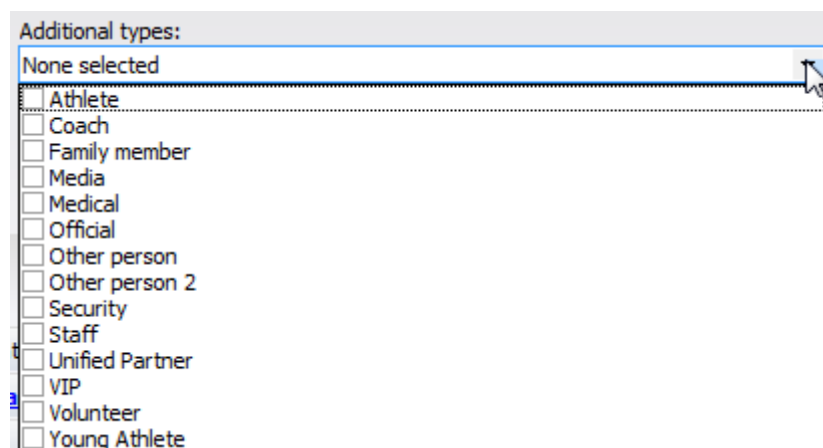 Additional types:
None selected
Athlete
Coach
Family member
Media
Medical
Official
Other person
Other person 2
Security
Staff
Unified Partner
VIP
Volunteer
Young Athlete